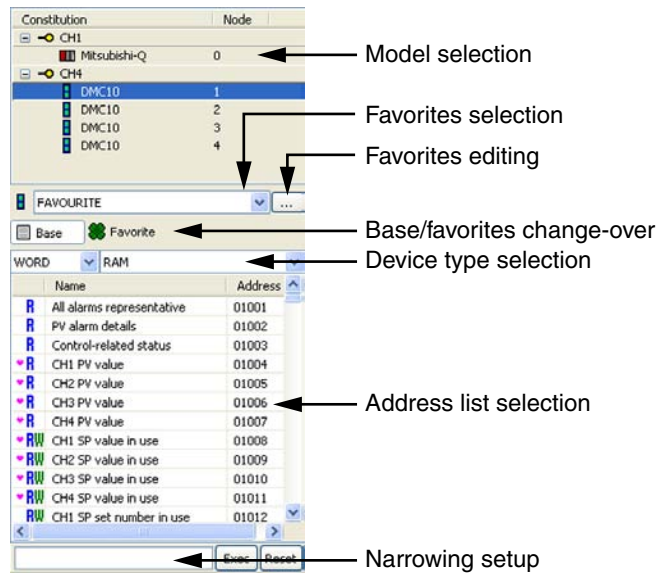 Constitution Node
CH1
Mitsubishi-Q 0
Model selection
CH4
DMC10 1
DMC10 2
Favorites selection
DMC10 3
DMC10 4
Favorites editing
FAVOURITE ...
Base Favorite
Base/favorites change-over
WORD RAM
Device type selection
Name Address
R All alarms representative 01001
R PV alarm details 01002
R Control-related status 01003
R CH1 PV value 01004
R CH2 PV value 01005
R CH3 PV value 01006
Address list selection
R CH4 PV value 01007
RW CH1 SP value in use 01008
RW CH2 SP value in use 01009
RW CH3 SP value in use 01010
RW CH4 SP value in use 01011
RW CH1 SP set number in use 01012
Exec Reset
Narrowing setup